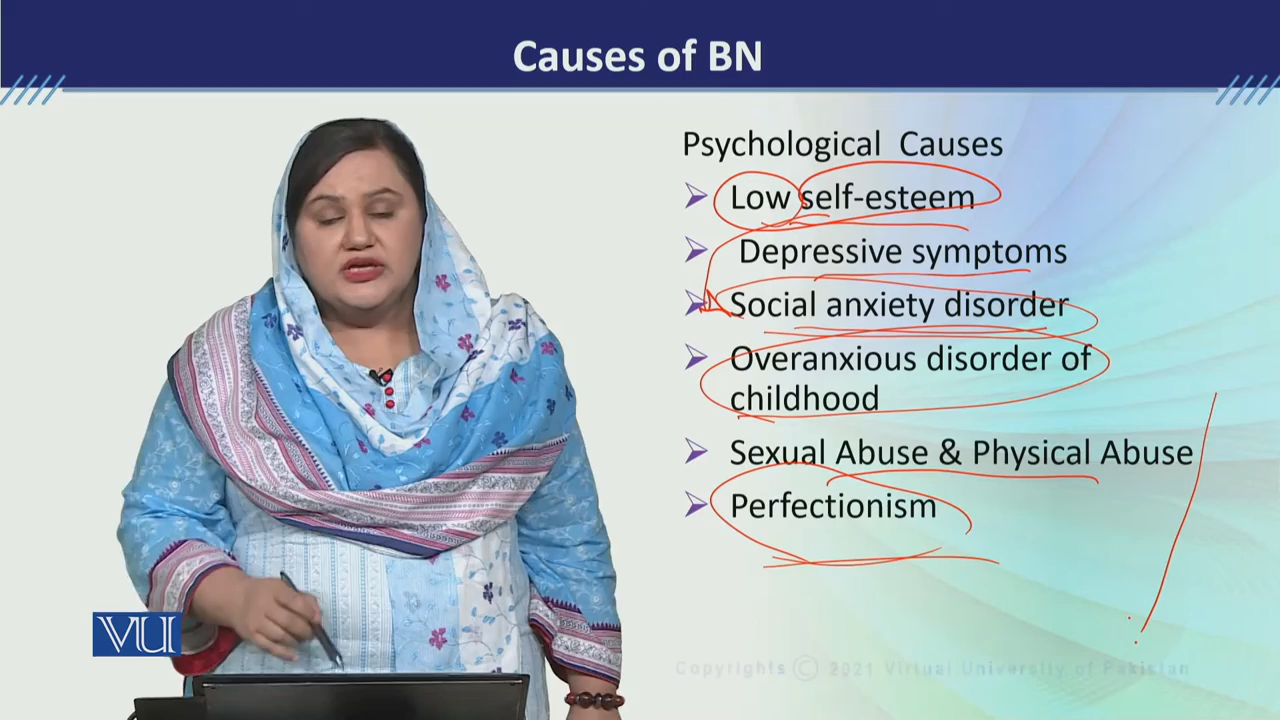 Causes of BN
Psychological Causes
Low self-esteem
Depressive symptoms
Social anxiety disorder
Overanxious disorder of
childhood
Sexual Abuse & Physical Abuse
Perfectionism
VU
Copyrights © 2021 Virtual University of Pakistan